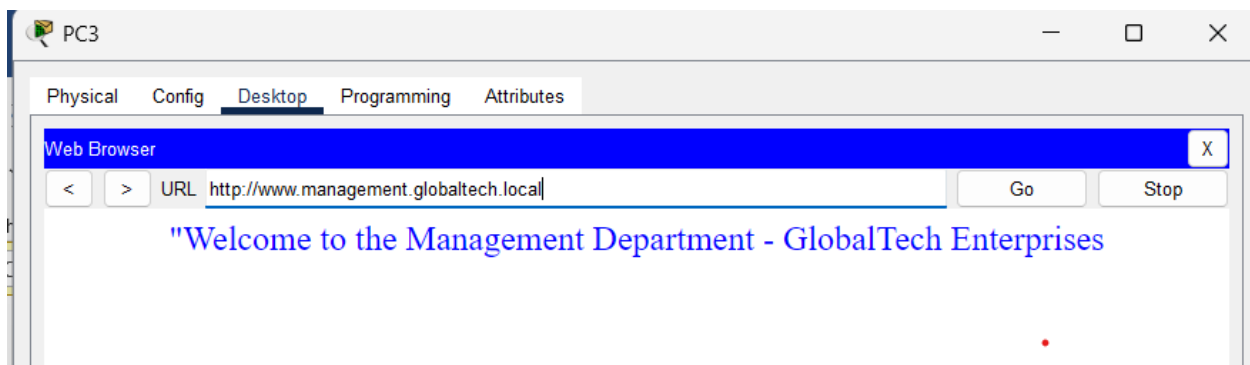 PC3
Physical Config Desktop Programming Attributes
Web Browser
X
< > URL http://www.management.globaltech.local Go Stop
"Welcome to the Management Department - GlobalTech Enterprises